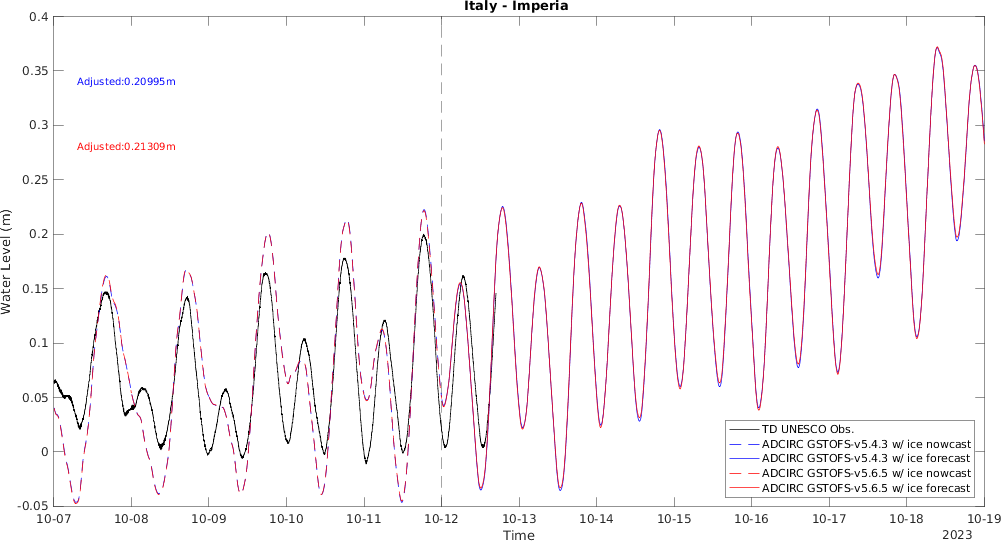 Italy - Imperia
0.4
0.35
0.3
0.25
0.2
0.15
0.1
0.05
0
-0.05
Water Level (m)
Adjusted:0.20995m
Adjusted:0.21309m
TD UNESCO Obs.
ADCIRC GSTOFS-v5.4.3 w/ ice nowcast
ADCIRC GSTOFS-v5.4.3 w/ ice forecast
ADCIRC GSTOFS-v5.6.5 w/ ice nowcast
ADCIRC GSTOFS-v5.6.5 w/ ice forecast
10-07 10-08 10-09 10-10 10-11 10-12 10-13 10-14 10-15 10-16 10-17 10-18 10-19
Time
2023